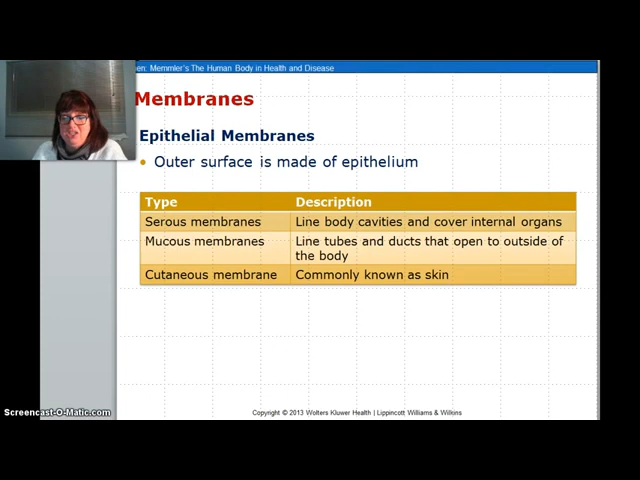 en: Memmler's The Human Body in Health and Disease
Membranes
Epithelial Membranes
• Outer surface is made of epithelium
Type Description
Serous membranes Line body cavities and cover internal organs
Mucous membranes Line tubes and ducts that open to outside of
the body
Cutaneous membrane Commonly known as skin
Screencast-O-Matic.com
Copyright © 2013 Wolters Kluwer Health | Lippincott Williams & Wilkins